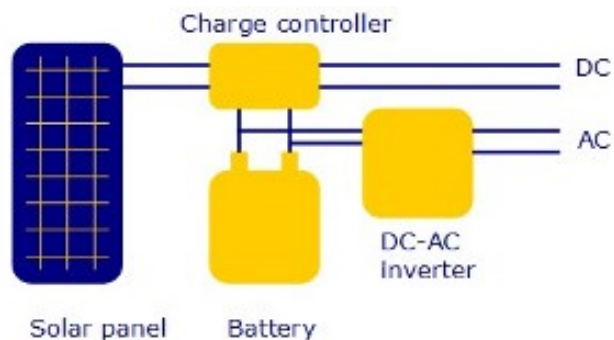 Charge controller
DC
AC
DC-AC
inverter
Solar panel
Battery